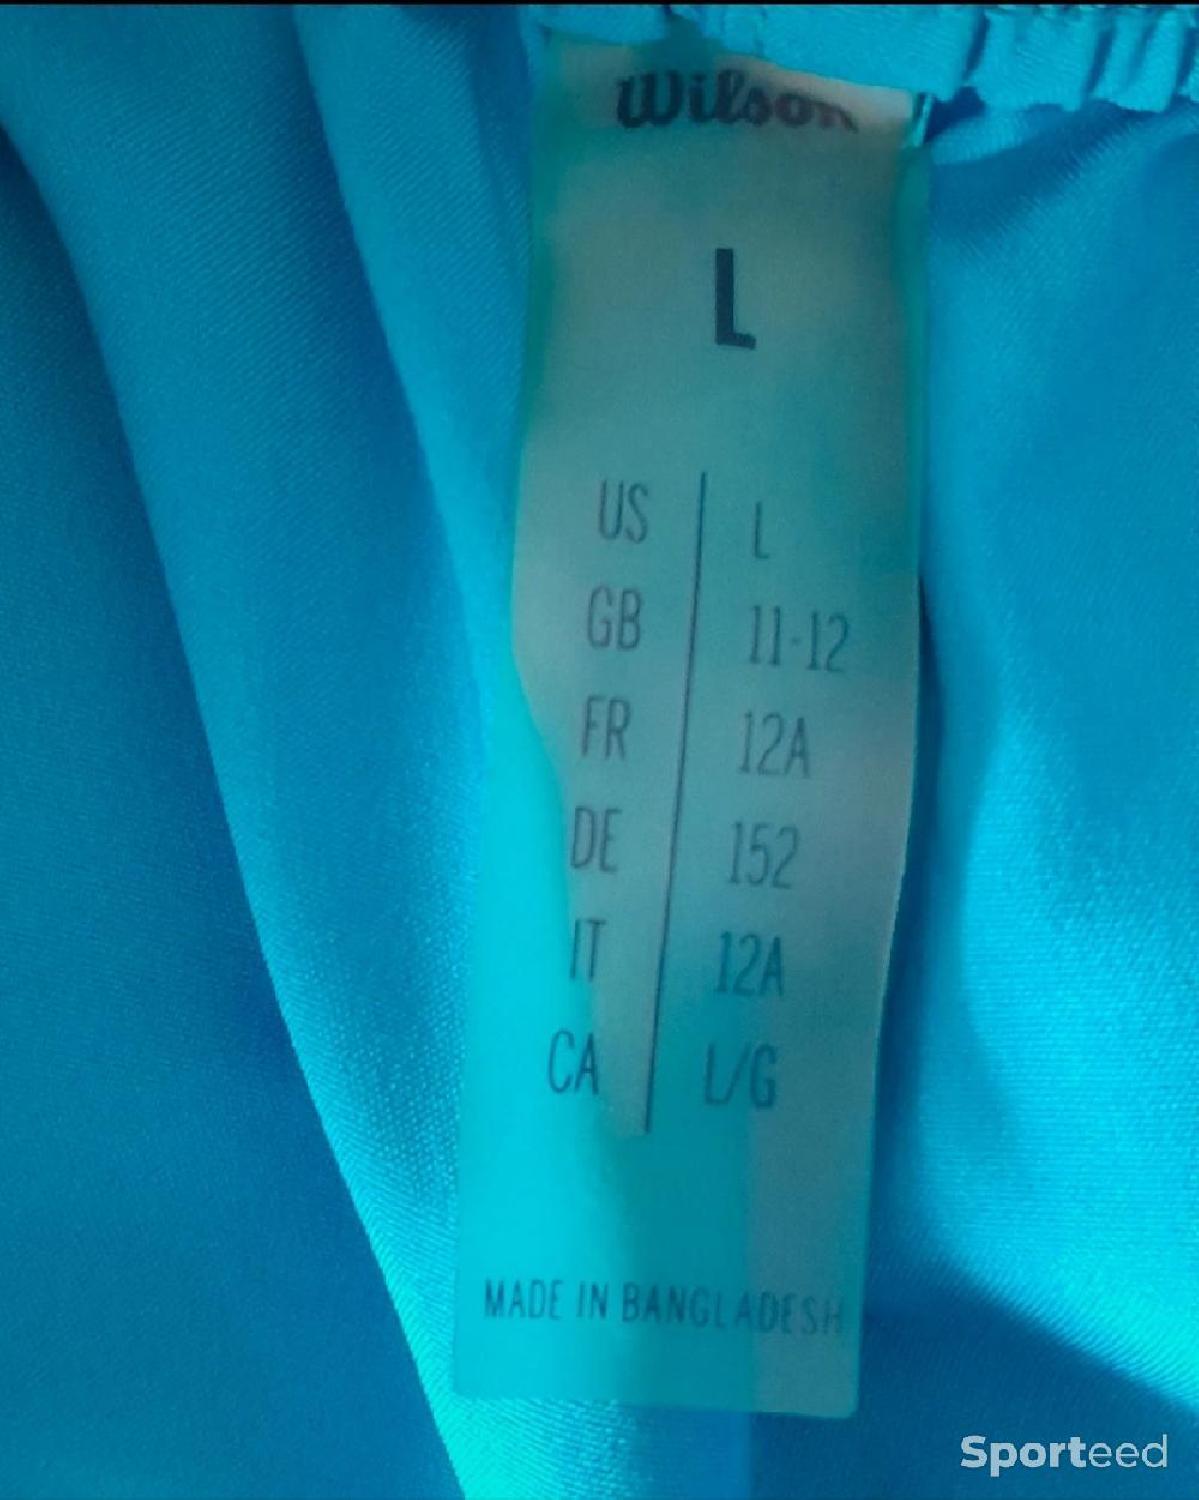 Wilson
L
US L
GB 11-12
FR 12A
DE 152
IT 12A
CA L/G
MADE IN BANGLADESH
Sporteed